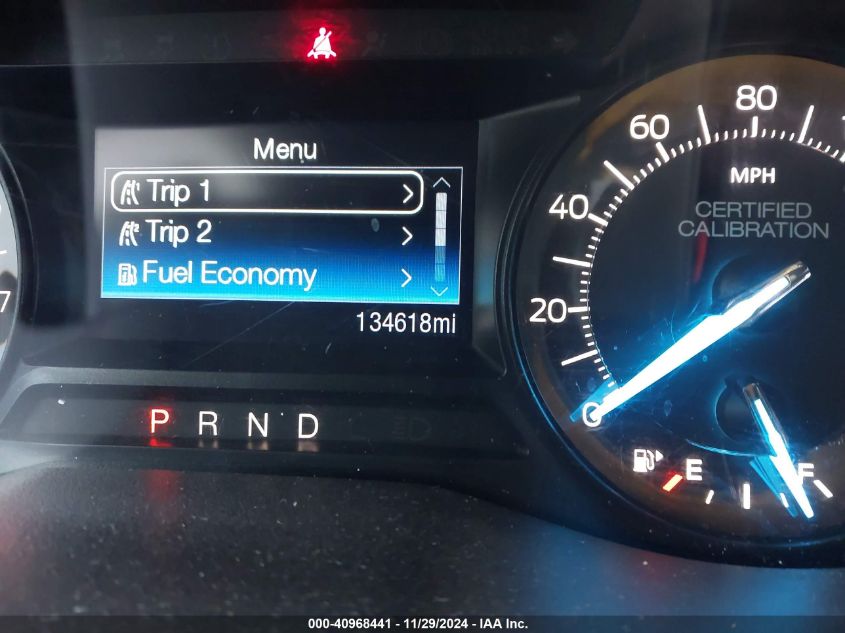 Menu
Trip 1
Trip 2
Fuel Economy
134618mi
P R N D
80
60
40
20
0
MPH
CERTIFIED
CALIBRATION
E F
7
000-40968441 - 11/29/2024 - IAA Inc.